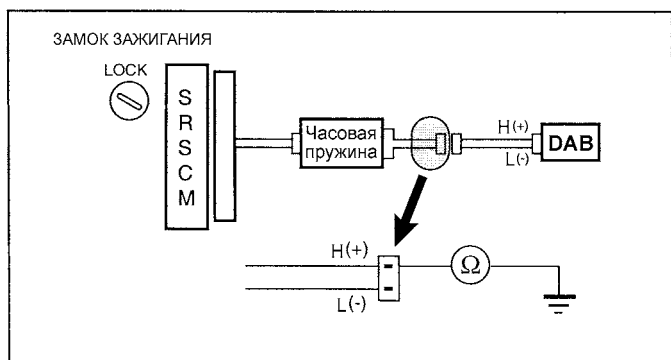 ЗАМОК ЗАЖИГАНИЯ
LOCK
S
R
S
C
M
Часовая
пружина
H(+)
L(-)
DAB
H(+)
L(-)
Ω